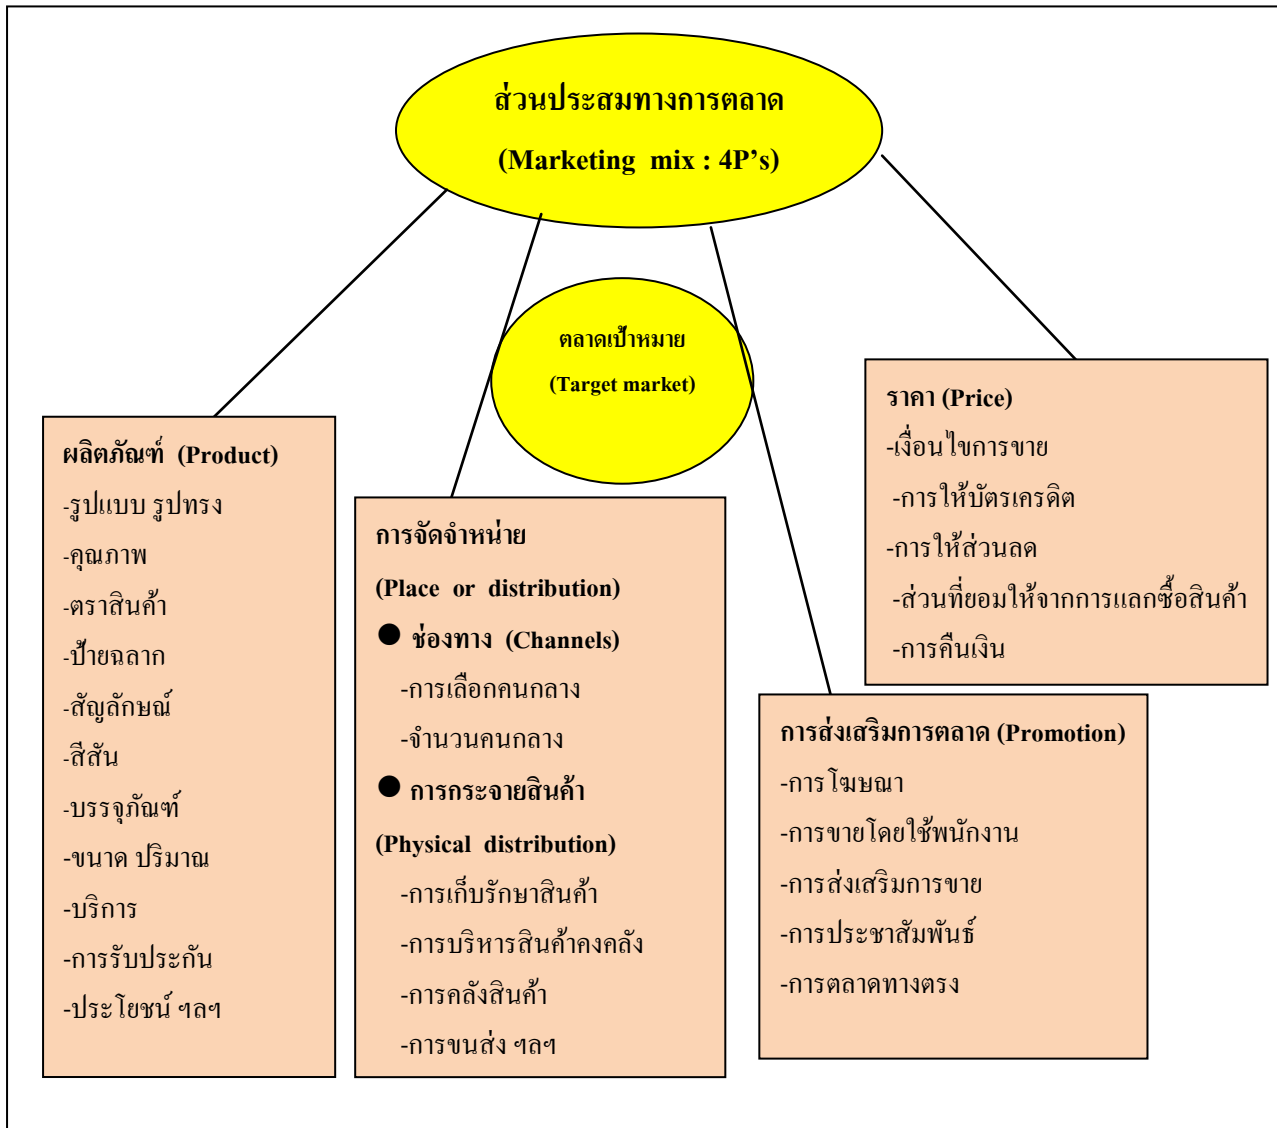 ส่วนประสมทางการตลาด
(Marketing mix : 4P’s)
ตลาดเป้าหมาย
(Target market)
ผลิตภัณฑ์ (Product)
-รูปแบบ รูปทรง
-คุณภาพ
-ตราสินค้า
-ป้ายฉลาก
-สัญลักษณ์
-สีสัน
-บรรจุภัณฑ์
-ขนาด ปริมาณ
-บริการ
-การรับประกัน
-ประโยชน์ ฯลฯ
การจัดจำหน่าย
(Place or distribution)
● ช่องทาง (Channels)
-การเลือกคนกลาง
-จำนวนคนกลาง
● การกระจายสินค้า
(Physical distribution)
-การเก็บรักษาสินค้า
-การบริหารสินค้าคงคลัง
-การคลังสินค้า
-การขนส่ง ฯลฯ
การส่งเสริมการตลาด (Promotion)
-การโฆษณา
-การขายโดยใช้พนักงาน
-การส่งเสริมการขาย
-การประชาสัมพันธ์
-การตลาดทางตรง
ราคา (Price)
-เงื่อนไขการขาย
-การให้บัตรเครดิต
-การให้ส่วนลด
-ส่วนที่ยอมให้จากการแลกซื้อสินค้า
-การคืนเงิน